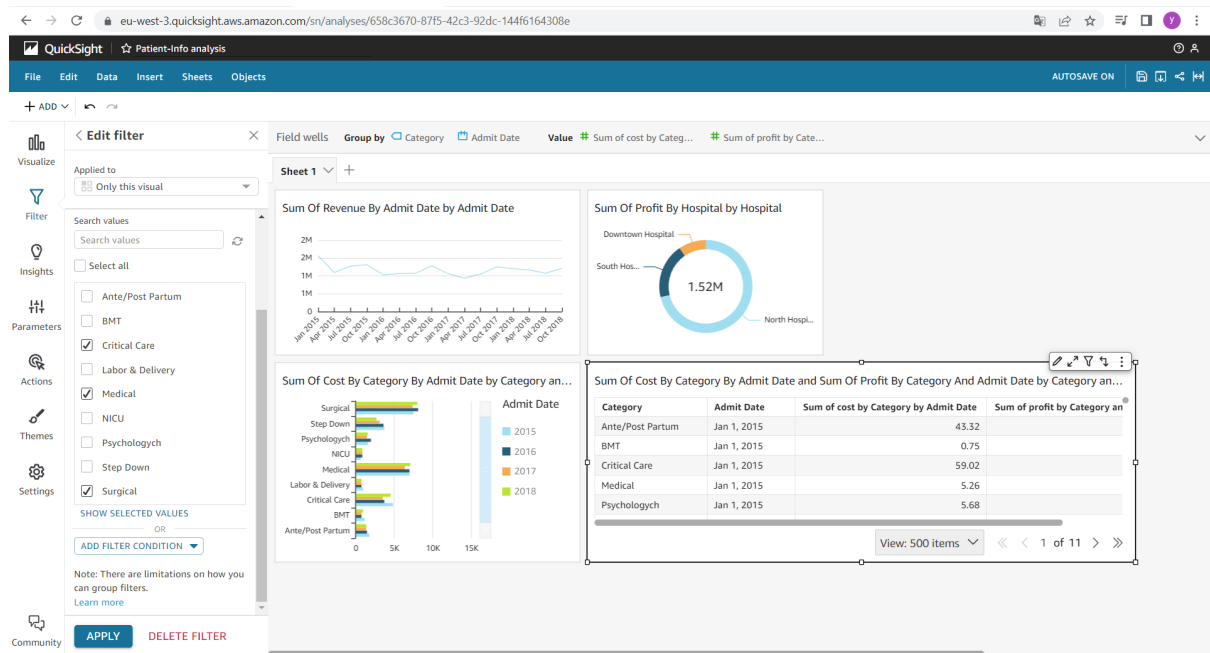 eu-west-3.quicksight.aws.amazon.com/sn/analyses/658c3670-87f5-42c3-92dc-144f6164308e
y
QuickSight Patient-Info analysis
File Edit Data Insert Sheets Objects
AUTOSAVE ON
+ ADD
Visualize
Filter
Insights
Parameters
Actions
Themes
Settings
Community
Edit filter
Applied to
Only this visual
Search values
Search values
Select all
Ante/Post Partum
BMT
Critical Care
Labor & Delivery
Medical
NICU
Psychologych
Step Down
Surgical
SHOW SELECTED VALUES
OR
ADD FILTER CONDITION
Note: There are limitations on how you
can group filters.
Learn more
APPLY DELETE FILTER
Field wells Group by Category Admit Date Value Sum of cost by Categ... Sum of profit by Cate...
Sheet 1
Sum Of Revenue By Admit Date by Admit Date
2M
2M
1M
1M
0
Jan 2015 Apr 2015 Jul 2015 Oct 2015 Jan 2016 Apr 2016 Jul 2016 Oct 2016 Jan 2017 Apr 2017 Jul 2017 Oct 2017 Jan 2018 Apr 2018 Jul 2018 Oct 2018
Sum Of Profit By Hospital by Hospital
Downtown Hospital
South Hos...
1.52M
North Hospi...
Sum Of Cost By Category By Admit Date by Category an...
Surgical
Step Down
Psychologych
NICU
Medical
Labor & Delivery
Critical Care
BMT
Ante/Post Partum
0 5K 10K 15K
Admit Date
2015
2016
2017
2018
Sum Of Cost By Category By Admit Date and Sum Of Profit By Category And Admit Date by Category an...
Category Admit Date Sum of cost by Category by Admit Date Sum of profit by Category an
Ante/Post Partum Jan 1, 2015 43.32
BMT Jan 1, 2015 0.75
Critical Care Jan 1, 2015 59.02
Medical Jan 1, 2015 5.26
Psychologych Jan 1, 2015 5.68
View: 500 items 1 of 11